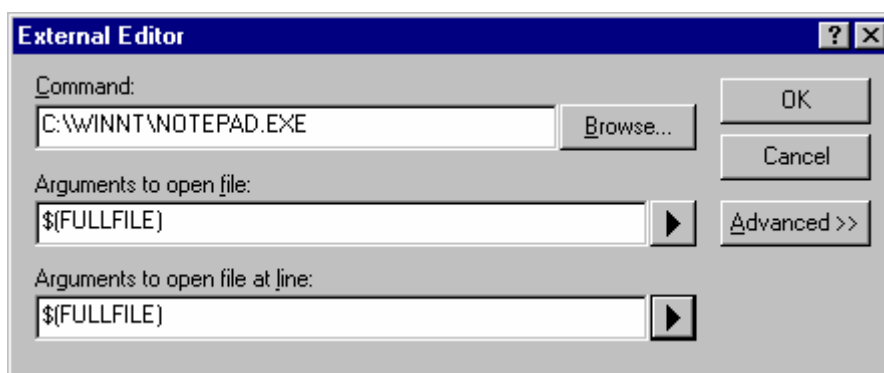 External Editor
Command:
C:\WINNT\NOTEPAD.EXE
Browse...
OK
Cancel
Arguments to open file:
$(FULLFILE)
Advanced >>
Arguments to open file at line:
$(FULLFILE)